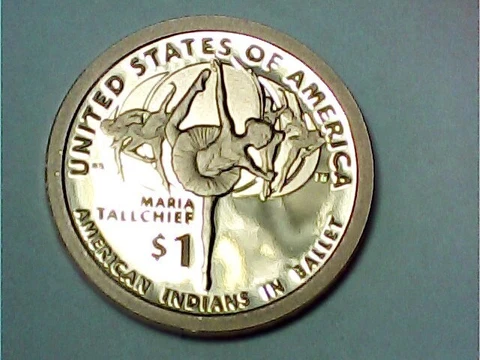 UNITED STATES OF AMERICA
MARIA
TALLCHIEF
$1
AMERICAN INDIANS IN BALLET